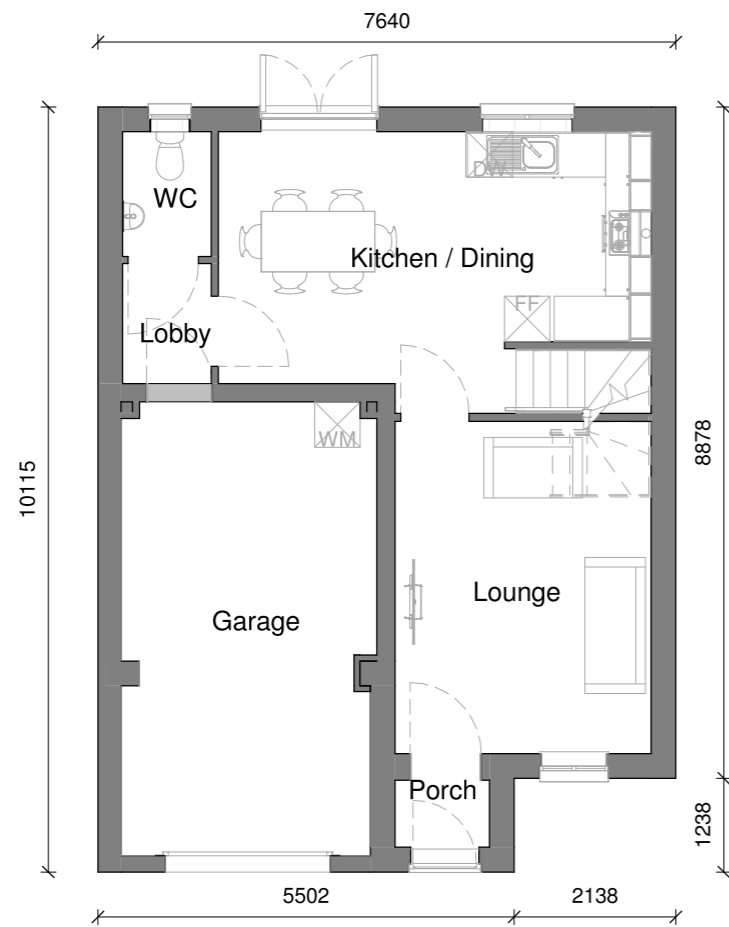 7640
WC
DW
Kitchen / Dining
FF
Lobby
WM
8878
10115
Lounge
Garage
Porch
1238
5502
2138